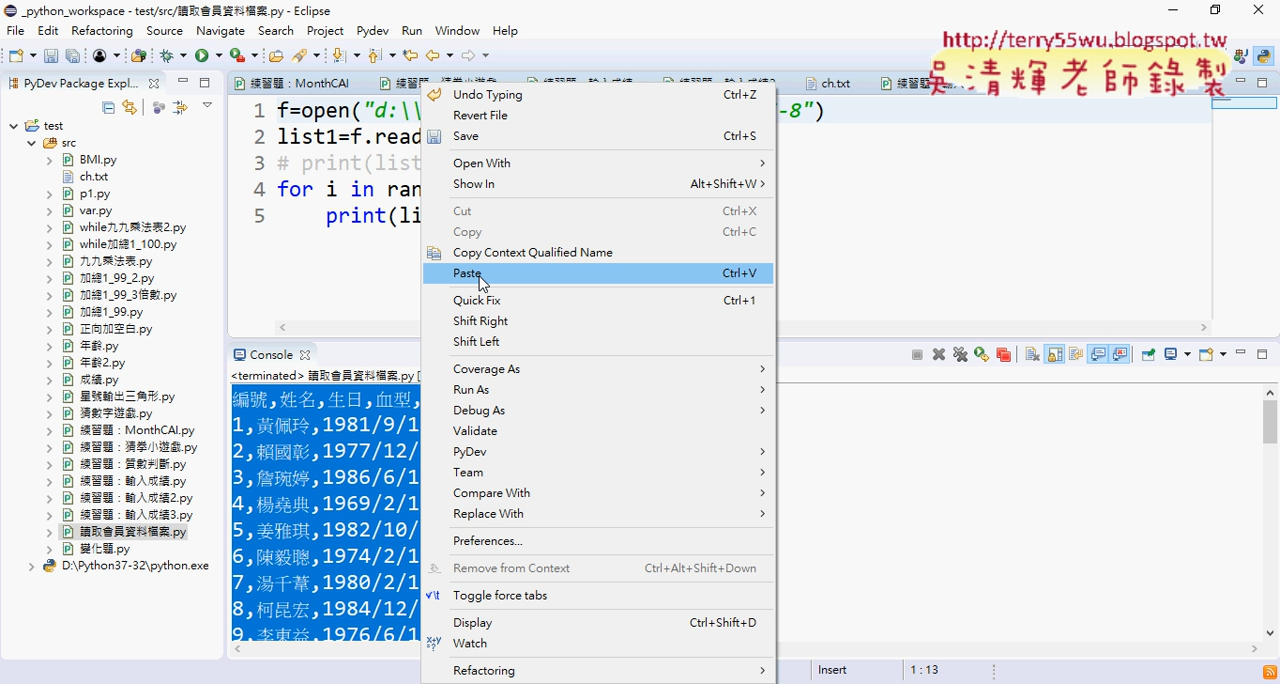 _python_workspace - test/src/讀取會員資料檔案.py - Eclipse
File Edit Refactoring Source Navigate Search Project Pydev Run Window Help
http://terry55wu.blogspot.tw
吳清輝老師錄製
PyDev Package Expl...
練習題：MonthCAl
ch.txt
test
src
BMI.py
ch.txt
p1.py
var.py
while九九乘法表2.py
while加總1_100.py
九九乘法表.py
加總1_99_2.py
加總1_99_3倍數.py
加總1_99.py
正向加空白.py
年齡.py
年齡2.py
成績.py
星號輸出三角形.py
猜數字遊戲.py
練習題：MonthCAI.py
練習題：猜拳小遊戲.py
練習題：質數判斷.py
練習題：輸入成績.py
練習題：輸入成績2.py
練習題：輸入成績3.py
讀取會員資料檔案.py
變化題.py
D:\Python37-32\python.exe
1 f=open("d:\\
-8")
2 list1=f.read
3 # print(list
4 for i in ran
5 print(li
Undo Typing Ctrl+Z
Revert File
Save Ctrl+S
Open With
Show In Alt+Shift+W
Cut Ctrl+X
Copy Ctrl+C
Copy Context Qualified Name
Paste Ctrl+V
Quick Fix Ctrl+1
Shift Right
Shift Left
Coverage As
Run As
Debug As
Validate
PyDev
Team
Compare With
Replace With
Preferences...
Remove from Context Ctrl+Alt+Shift+Down
Toggle force tabs
Display Ctrl+Shift+D
Watch
Refactoring
Console
<terminated> 讀取會員資料檔案.py [
編號,姓名,生日,血型,
1,黃佩玲,1981/9/1
2,賴國彰,1977/12/
3,詹琬婷,1986/6/1
4,楊堯典,1969/2/1
5,姜雅琪,1982/10/
6,陳毅聰,1974/2/1
7,湯千葦,1980/2/1
8,柯昆宏,1984/12/
9,李東益,1976/6/1
Insert 1 : 13